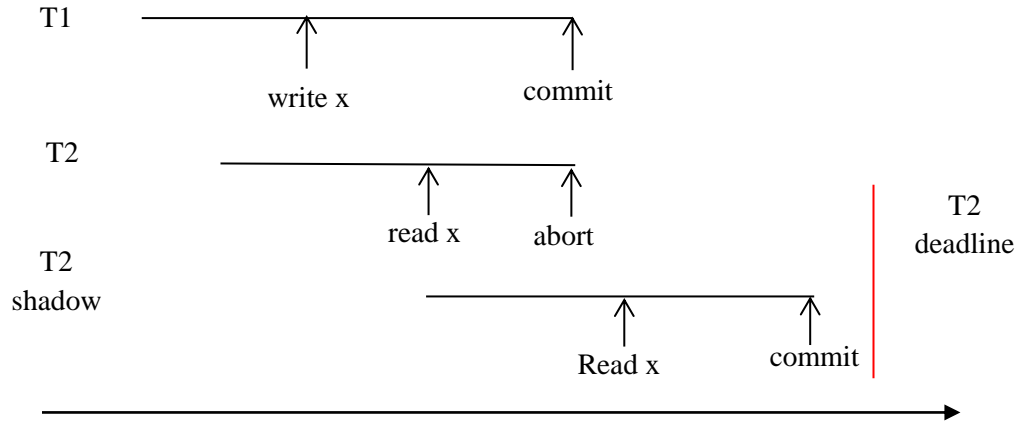 T1
write x
commit
T2
read x
abort
T2
deadline
T2
shadow
Read x
commit